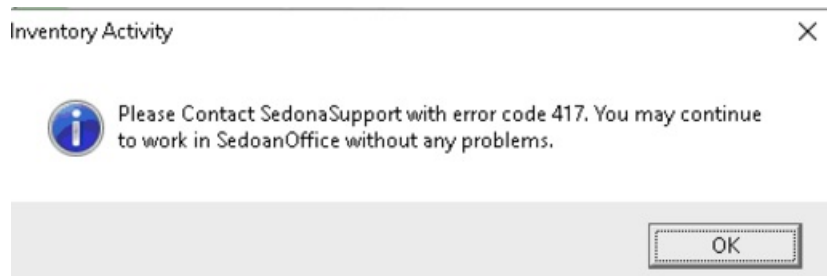 Inventory Activity
Please Contact SedonaSupport with error code 417. You may continue
to work in SedoanOffice without any problems.
OK